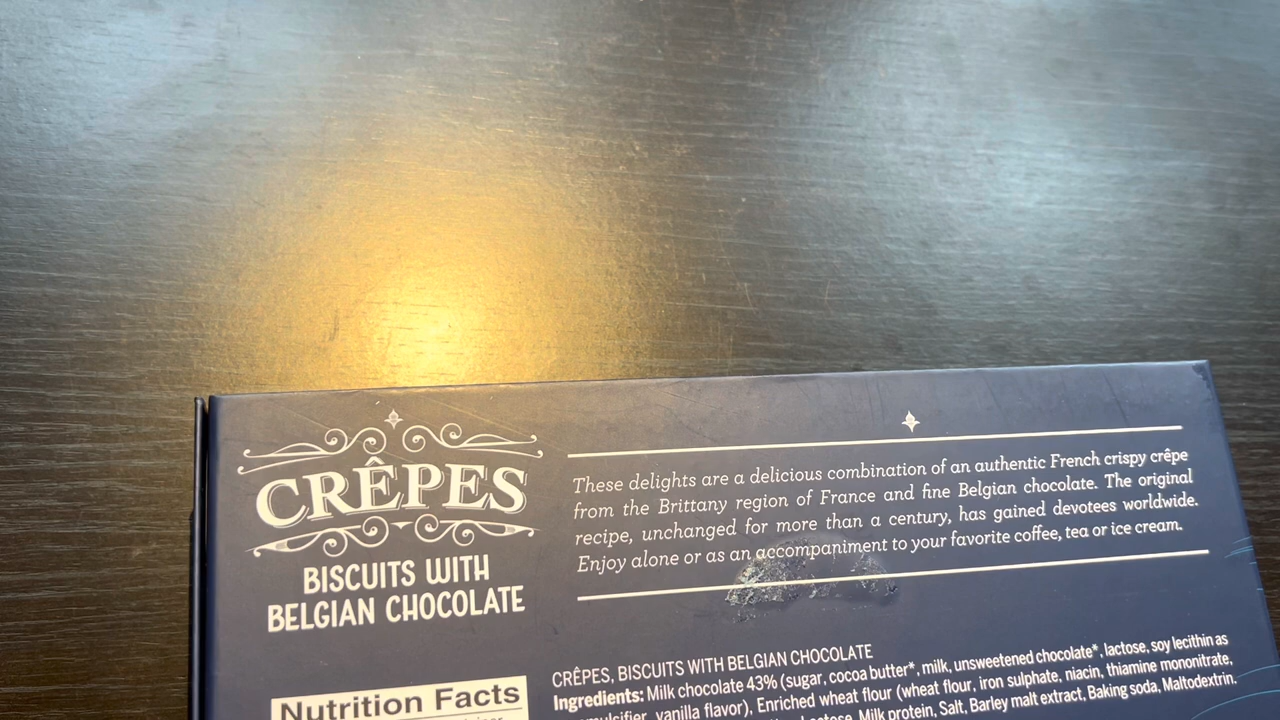 CRÊPES
BISCUITS WITH
BELGIAN CHOCOLATE
These delights are a delicious combination of an authentic French crispy crêpe
from the Brittany region of France and fine Belgian chocolate. The original
recipe, unchanged for more than a century, has gained devotees worldwide.
Enjoy alone or as an accompaniment to your favorite coffee, tea or ice cream.
Nutrition Facts
CRÊPES, BISCUITS WITH BELGIAN CHOCOLATE
Ingredients: Milk chocolate 43% (sugar, cocoa butter*, milk, unsweetened chocolate*, lactose, soy lecithin as
emulsifier, vanilla flavor), Enriched wheat flour (wheat flour, iron sulphate, niacin, thiamine mononitrate,
Lactose, Milk protein, Salt, Barley malt extract, Baking soda, Maltodextrin.